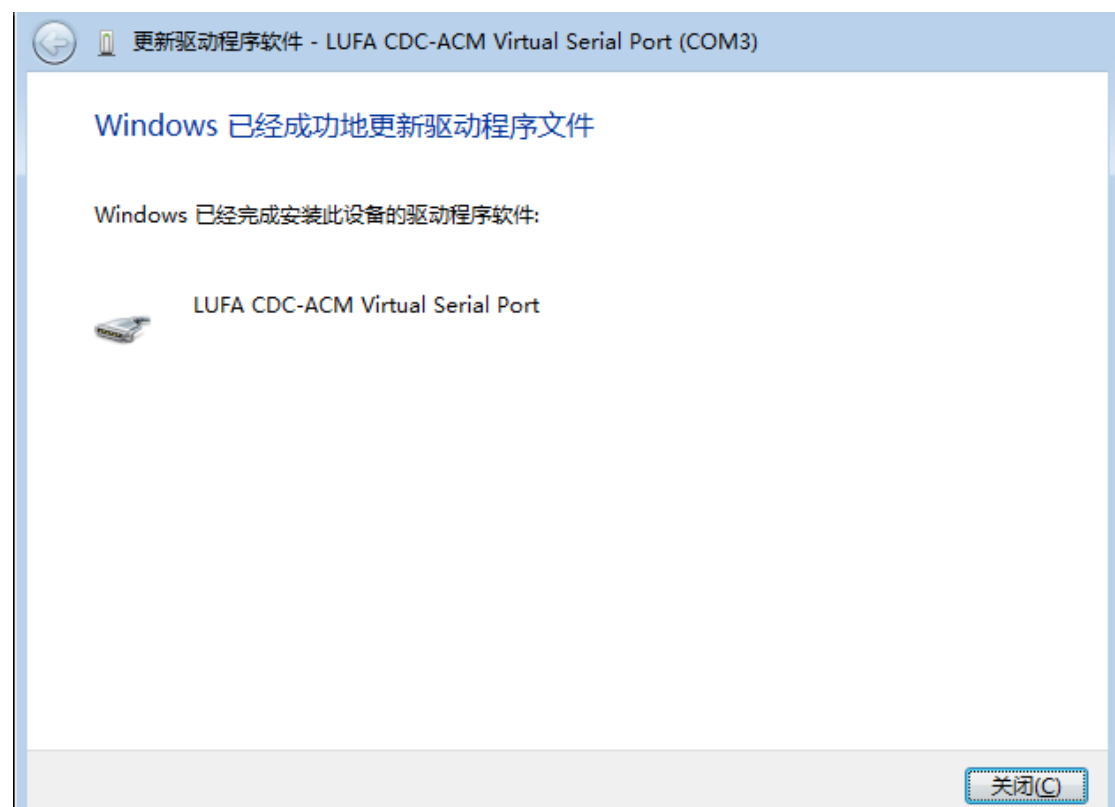 更新驱动程序软件 - LUFA CDC-ACM Virtual Serial Port (COM3)
Windows 已经成功地更新驱动程序文件
Windows 已经完成安装此设备的驱动程序软件:
LUFA CDC-ACM Virtual Serial Port
关闭(C)